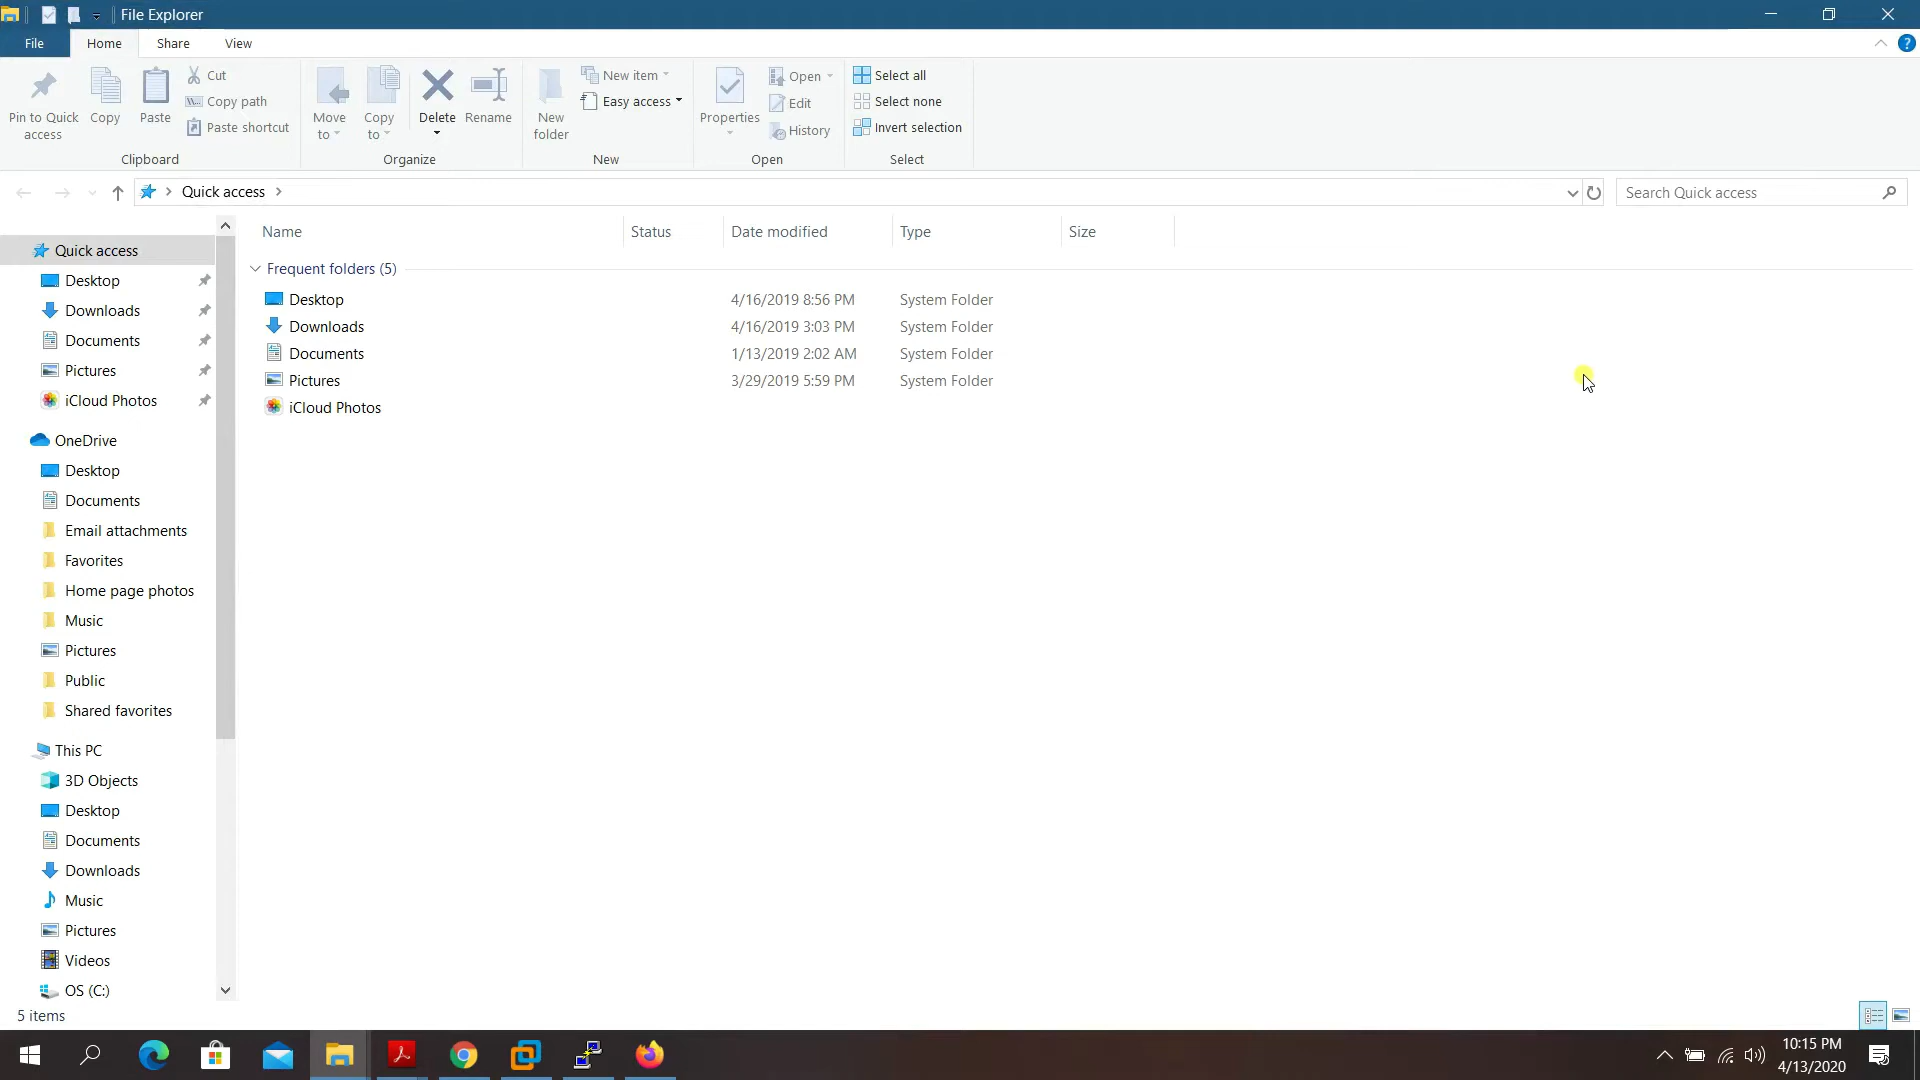 File Explorer
File Home Share View
Pin to Quick access
Copy
Paste
Cut
Copy path
Paste shortcut
Clipboard
Move to
Copy to
Delete
Rename
Organize
New folder
New item
Easy access
New
Properties
Open
Edit
History
Open
Select all
Select none
Invert selection
Select
Quick access
Search Quick access
Quick access
Desktop
Downloads
Documents
Pictures
iCloud Photos
OneDrive
Desktop
Documents
Email attachments
Favorites
Home page photos
Music
Pictures
Public
Shared favorites
This PC
3D Objects
Desktop
Documents
Downloads
Music
Pictures
Videos
OS (C:)
Name Status Date modified Type Size
Frequent folders (5)
Desktop 4/16/2019 8:56 PM System Folder
Downloads 4/16/2019 3:03 PM System Folder
Documents 1/13/2019 2:02 AM System Folder
Pictures 3/29/2019 5:59 PM System Folder
iCloud Photos
5 items
10:15 PM
4/13/2020